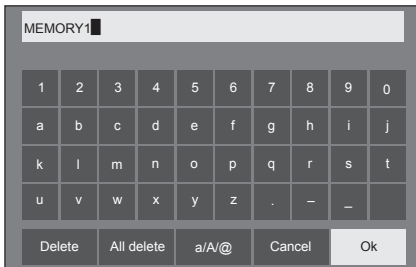 MEMORY1
1 2 3 4 5 6 7 8 9 0
a b c d e f g h i j
k l m n o p q r s t
u v w x y z . – _
Delete All delete a/A/@ Cancel Ok